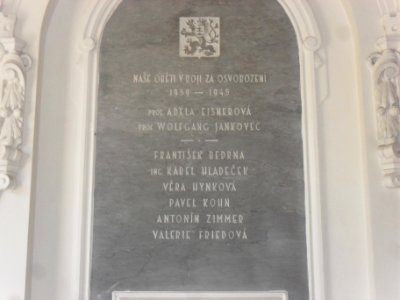 NAŠE OBĚTI V BOJI ZA OSVOBOZENÍ
1939 — 1945
PROF. ADÉLA EISNEROVÁ
PROF. WOLFGANG JANKOVEC
FRANTIŠEK BEDRNA
ING. KAREL HLADEČEK
VĚRA HYNKOVÁ
PAVEL KOHN
ANTONÍN ZIMMER
VALERIE FRIEDOVÁ